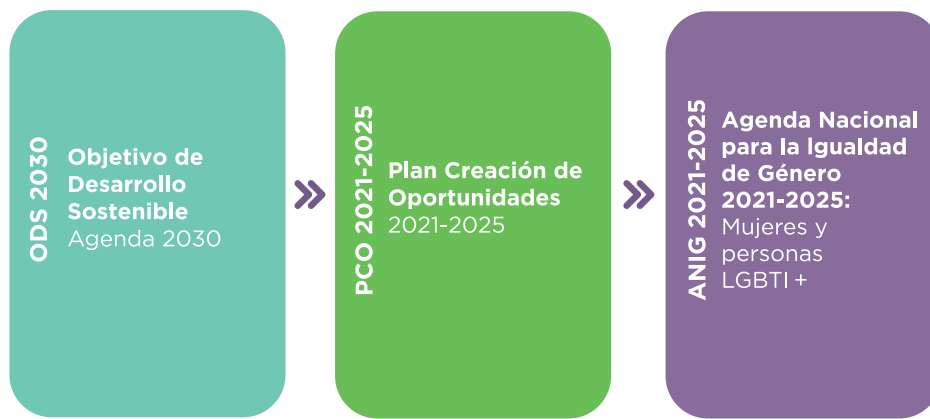 ODS 2030
Objetivo de
Desarrollo
Sostenible
Agenda 2030
PCO 2021-2025
Plan Creación de
Oportunidades
2021-2025
ANIG 2021-2025
Agenda Nacional
para la Igualdad
de Género
2021-2025:
Mujeres y
personas
LGBTI +